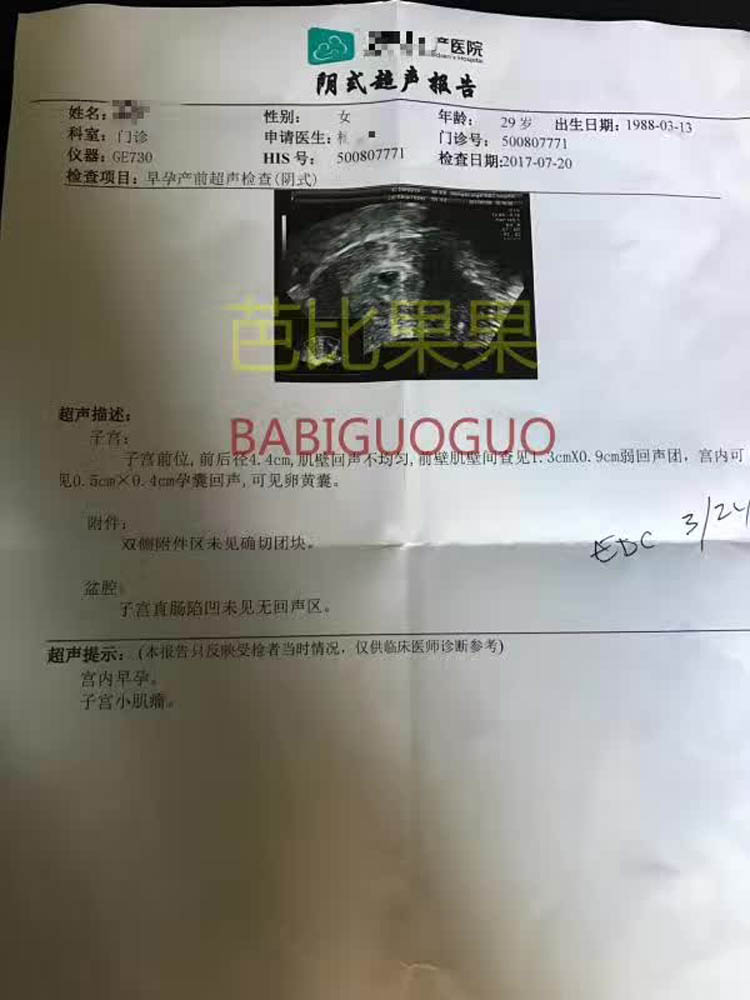 产医院
阴式超声报告
姓名: 性别: 女 年龄: 29岁 出生日期: 1988-03-13
科室: 门诊 申请医生: 门诊号: 500807771
仪器: GE730 HIS号: 500807771 检查日期:2017-07-20
检查项目: 早孕产前超声检查(阴式)
芭比果果
超声描述:
BABIGUOGUO
子宫:
子宫前位,前后径4.4cm,肌壁回声不均匀,前壁肌壁间查见1.3cmX0.9cm弱回声团, 宫内可
见0.5cm×0.4cm孕囊回声,可见卵黄囊。
附件:
双侧附件区未见确切团块。
EDC 3/24
盆腔:
子宫直肠陷凹未见无回声区。
超声提示: (本报告只反映受检者当时情况, 仅供临床医师诊断参考)
宫内早孕。
子宫小肌瘤。